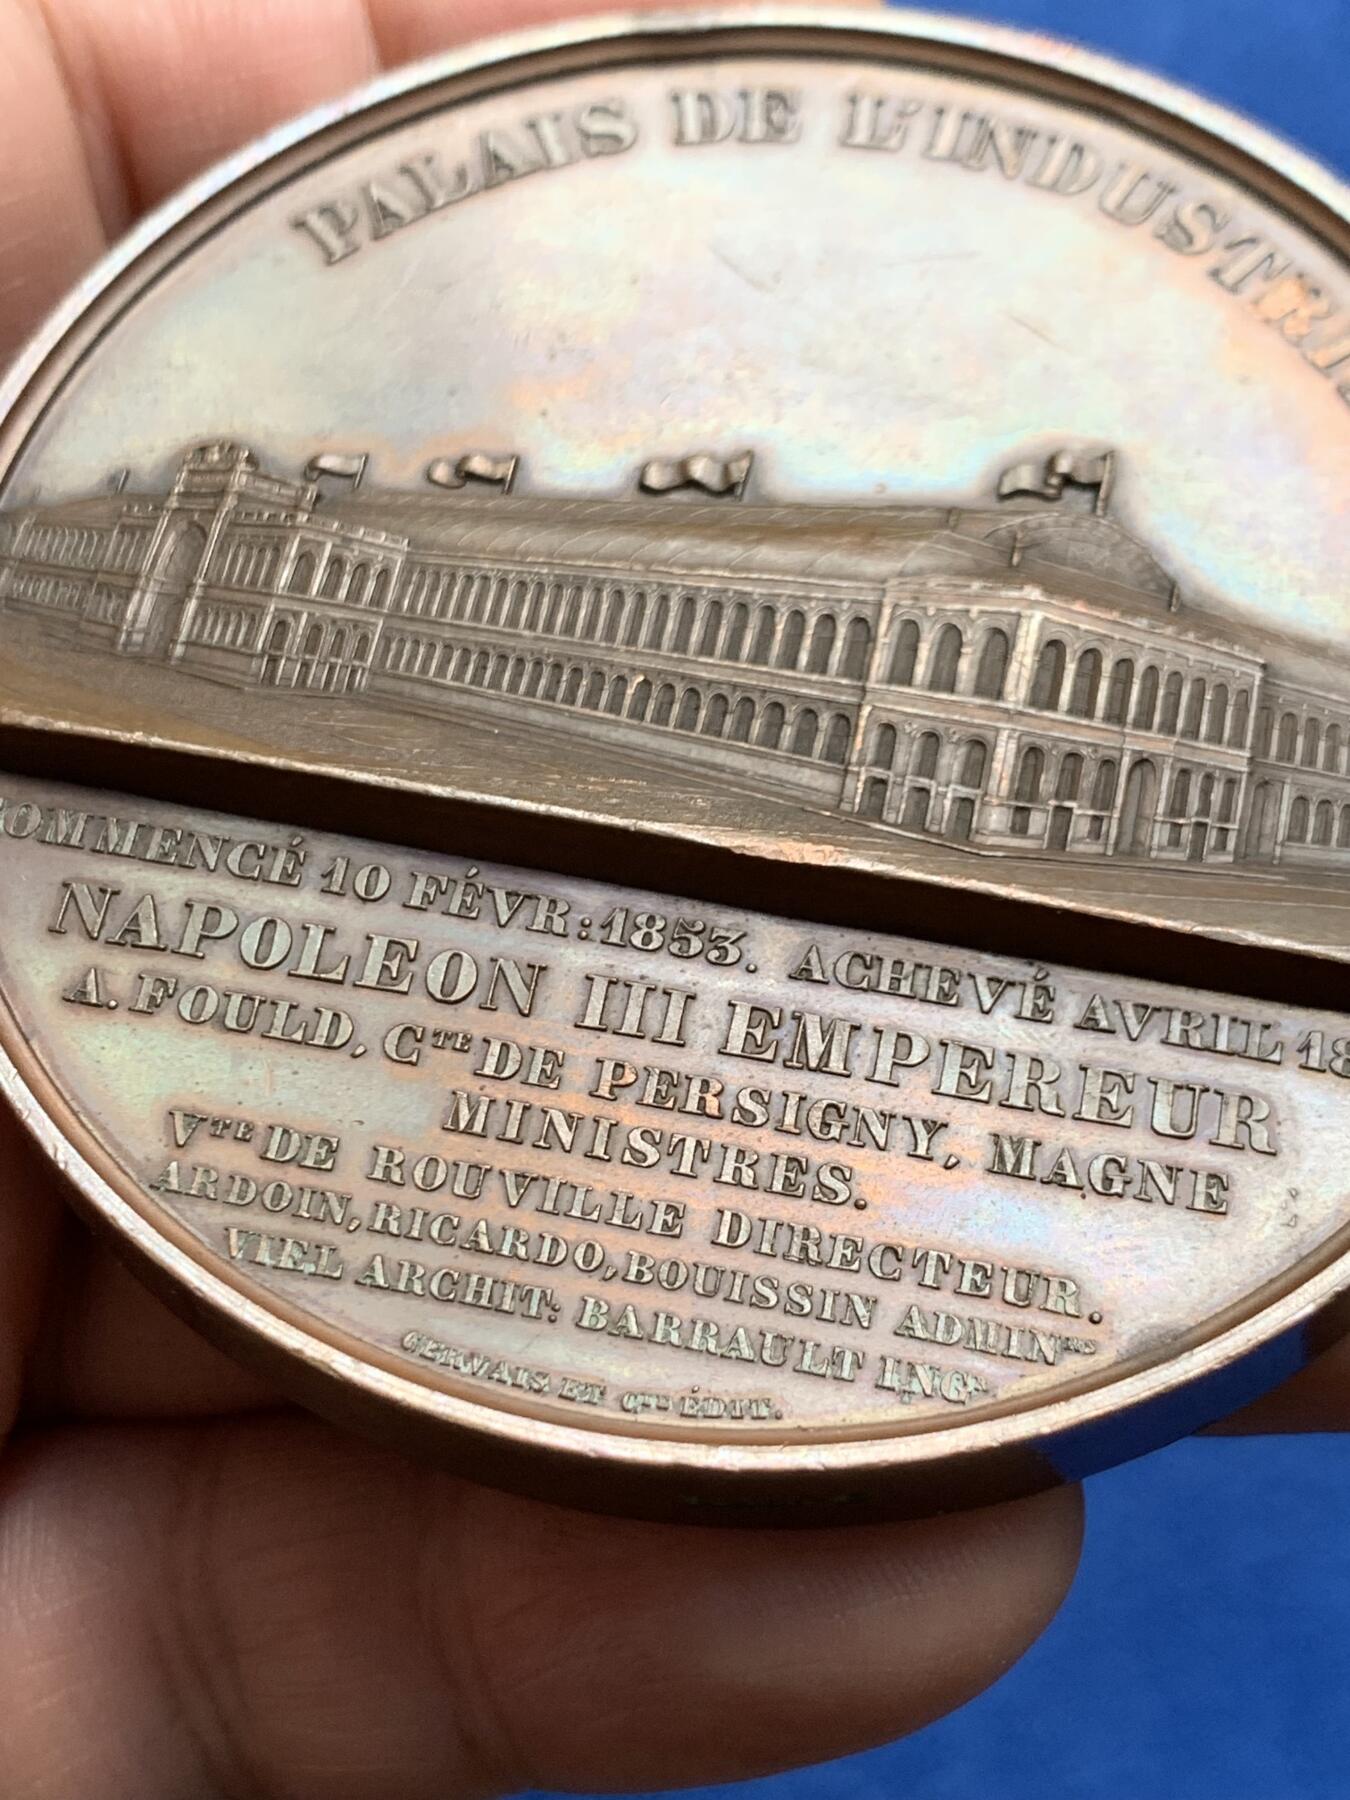 PALAIS DE L'INDUSTRI
COMMENCÉ 10 FÉVR: 1853. ACHEVÉ AVRIL 18
NAPOLEON III EMPEREUR
A. FOULD, CTE DE PERSIGNY, MAGNE
MINISTRES.
VTE DE ROUVILLE DIRECTEUR.
ARDOIN, RICARDO, BOUISSIN ADMINRS
VIEL ARCHIT: BARRAULT INGR
GERVAIS ET CIE ÉDIT.